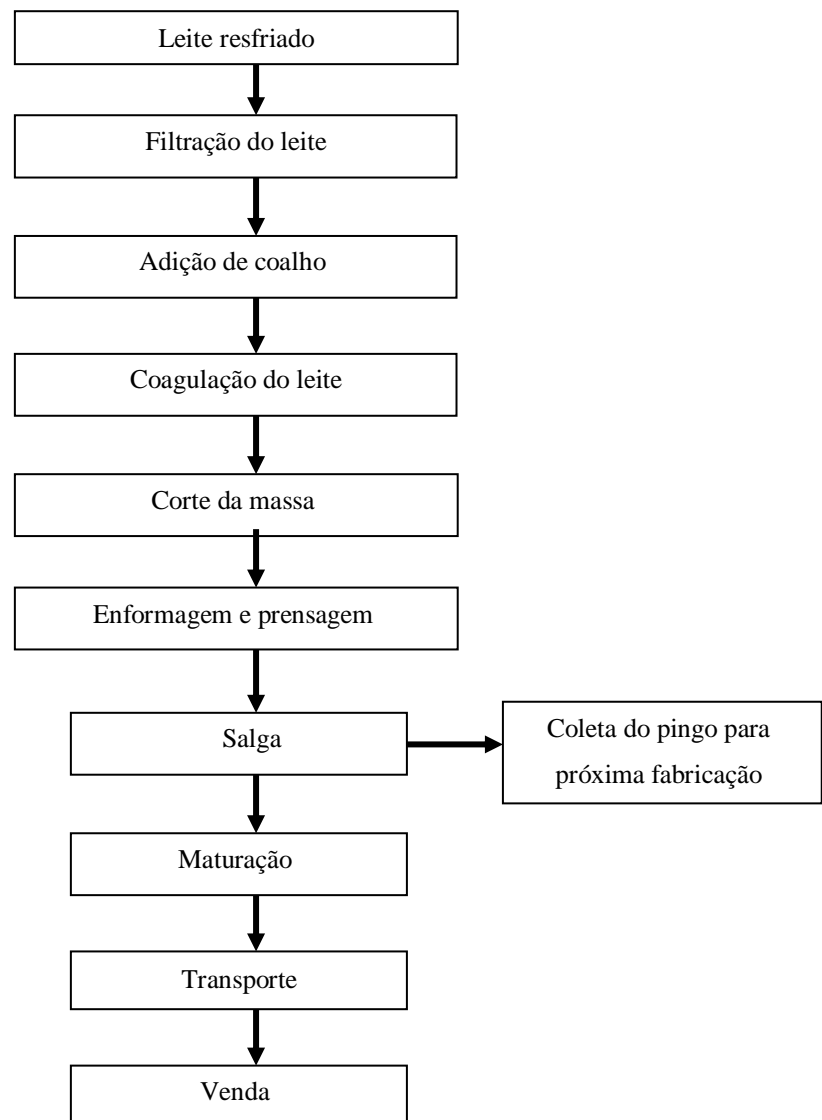 Leite resfriado
Filtração do leite
Adição de coalho
Coagulação do leite
Corte da massa
Enformagem e prensagem
Salga
Coleta do pingo para
próxima fabricação
Maturação
Transporte
Venda